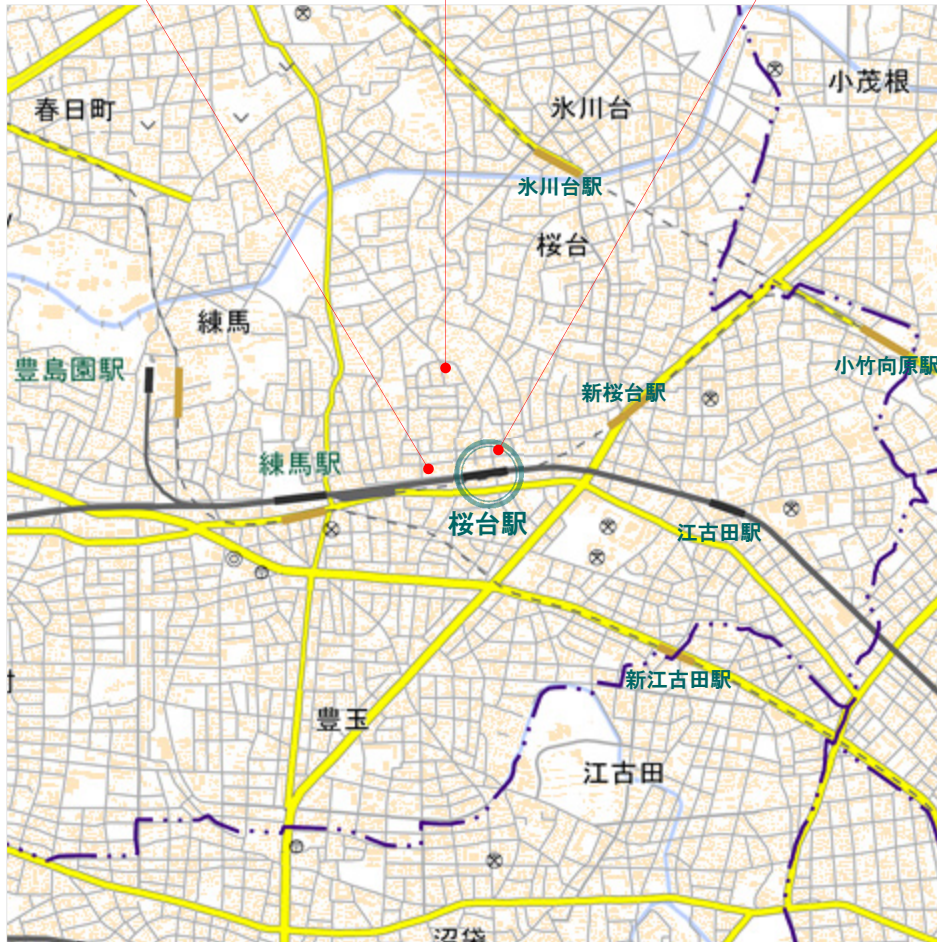 春日町
氷川台
小茂根
氷川台駅
桜台
練馬
豊島園駅
小竹向原駅
新桜台駅
練馬駅
桜台駅
江古田駅
新江古田駅
豊玉
江古田
沼袋